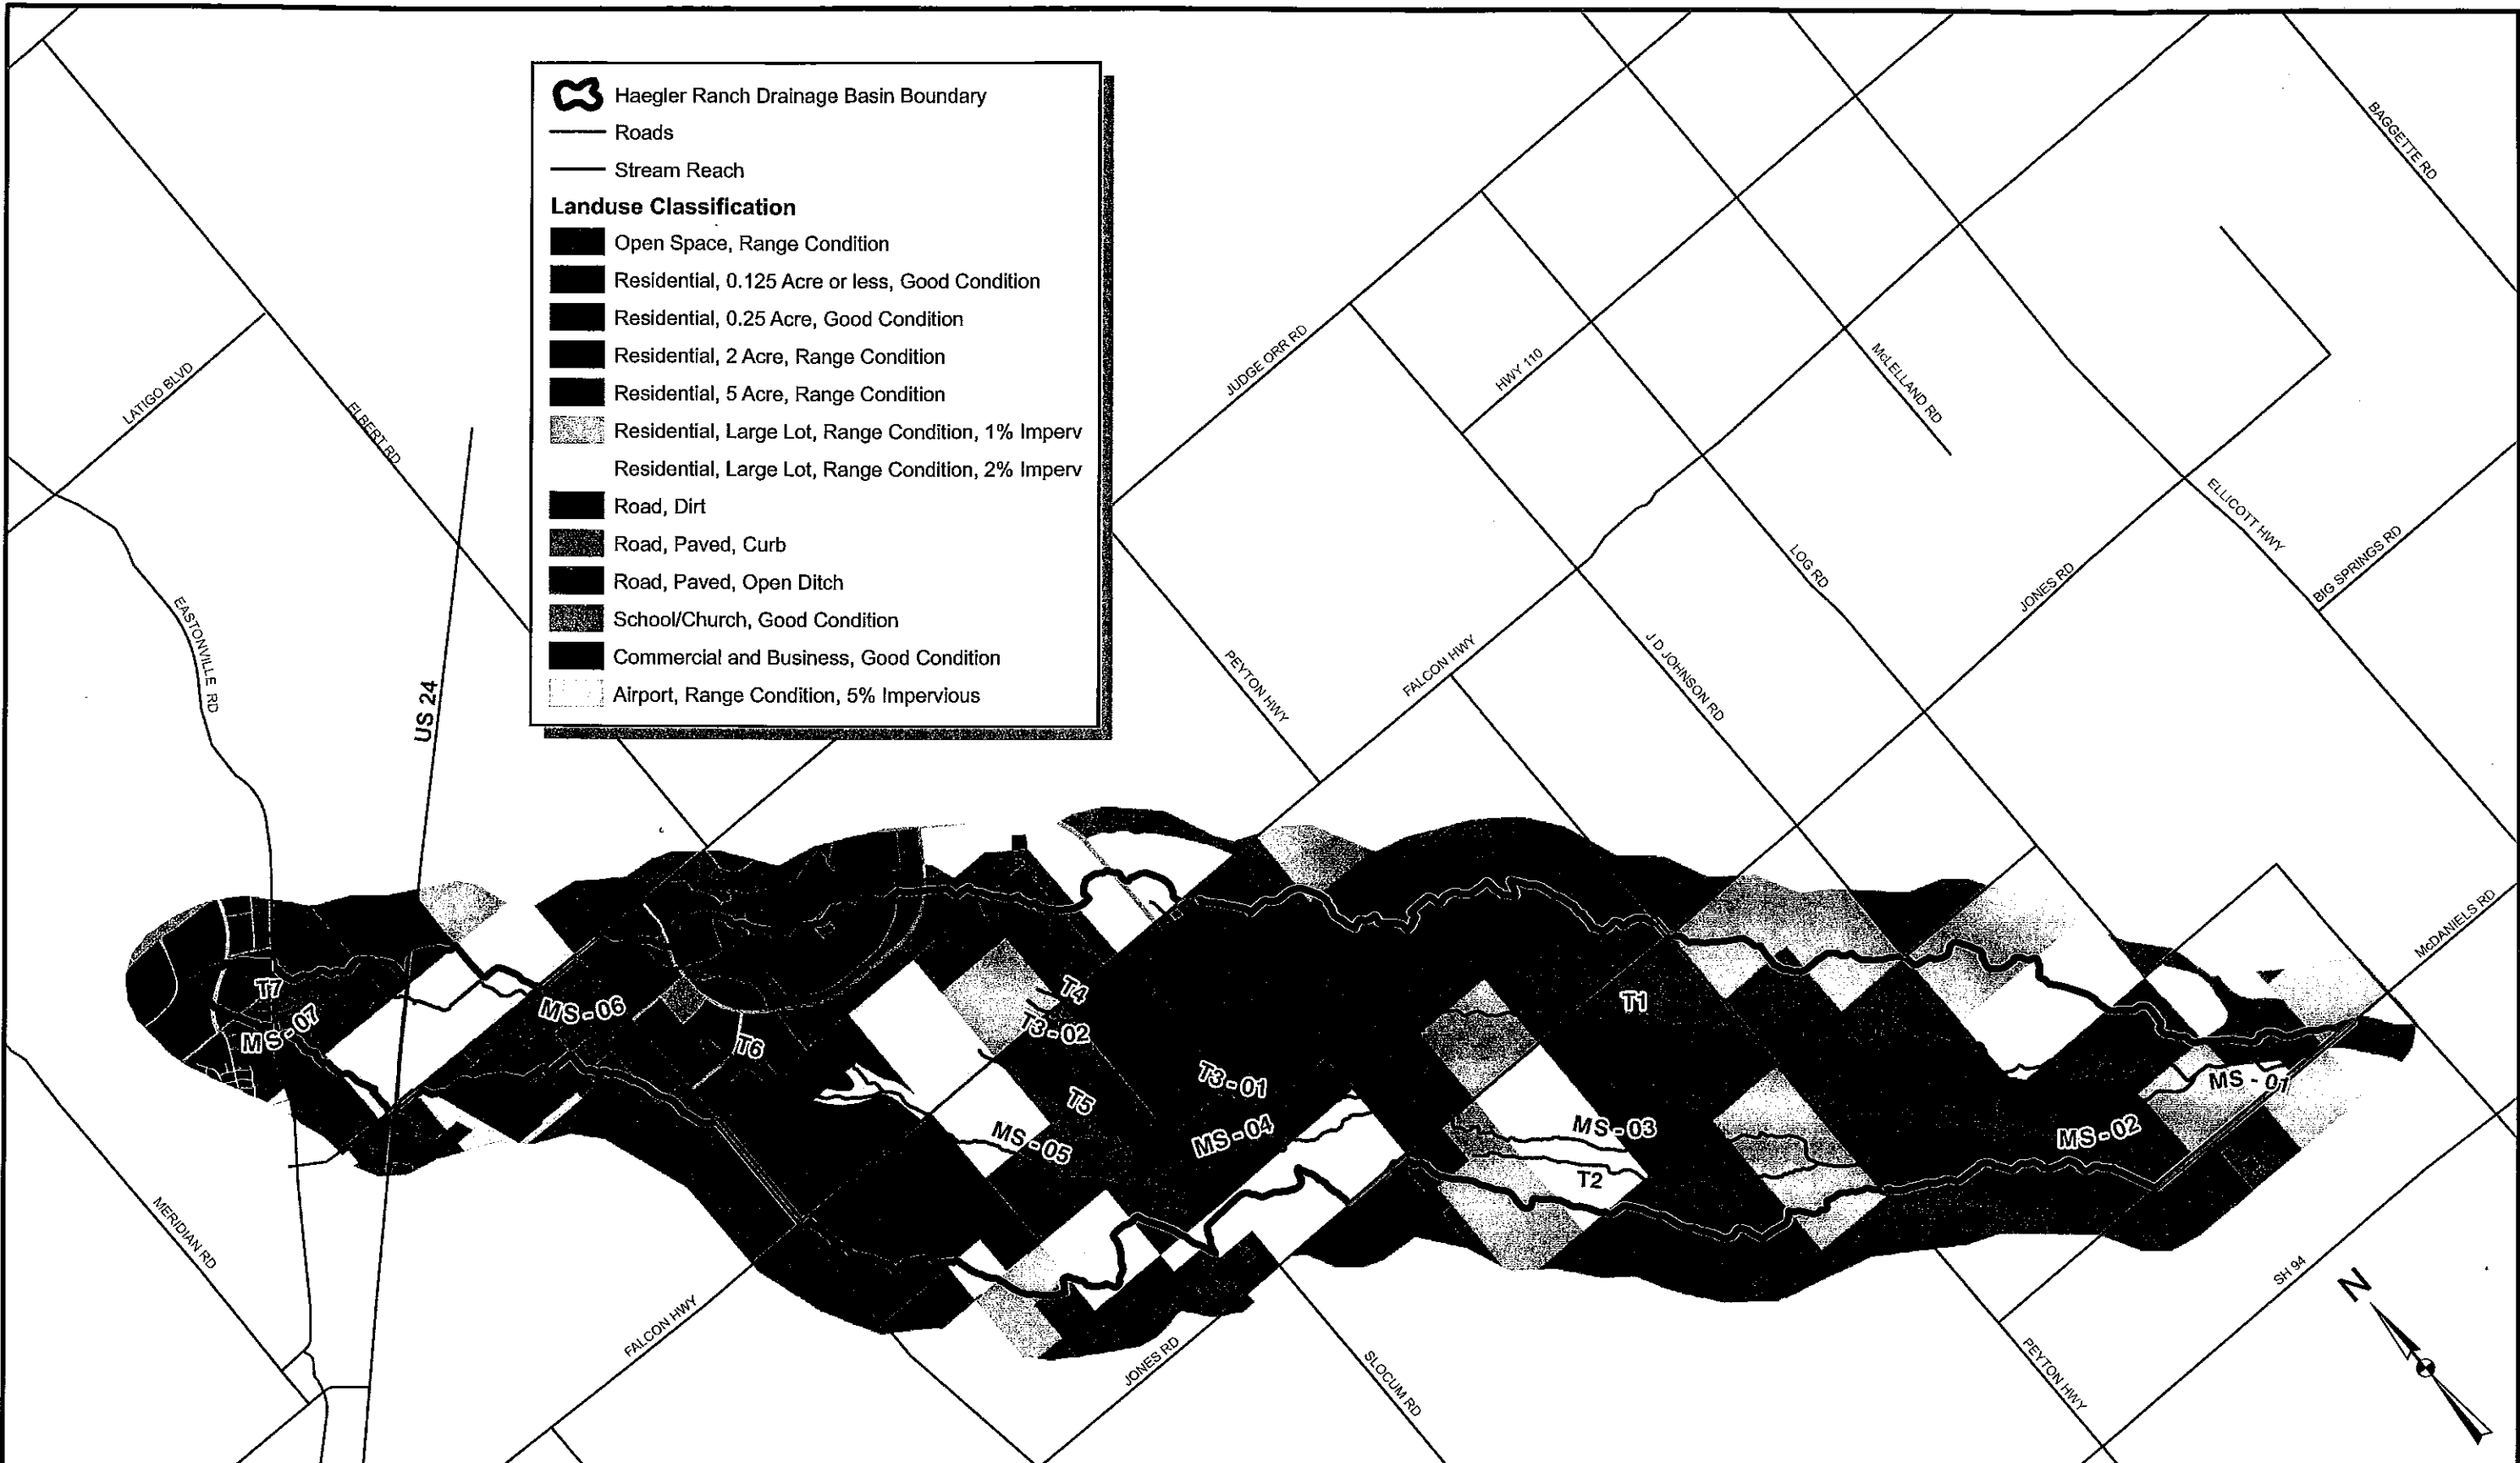 Haegler Ranch Drainage Basin Boundary
Roads
Stream Reach
Landuse Classification
Open Space, Range Condition
Residential, 0.125 Acre or less, Good Condition
Residential, 0.25 Acre, Good Condition
Residential, 2 Acre, Range Condition
Residential, 5 Acre, Range Condition
Residential, Large Lot, Range Condition, 1% Imperv
Residential, Large Lot, Range Condition, 2% Imperv
Road, Dirt
Road, Paved, Curb
Road, Paved, Open Ditch
School/Church, Good Condition
Commercial and Business, Good Condition
Airport, Range Condition, 5% Impervious
BAGGETTE RD
JUDGE ORR RD
HWY 110
McLELLAND RD
LATIGO BLVD
ELBERT RD
ELLICOTT HWY
BIG SPRINGS RD
LOG RD
JONES RD
EASTONVILLE RD
US 24
PEYTON HWY
FALCON HWY
J D JOHNSON RD
McDANIELS RD
T7
MS - 07
MS - 06
T6
T4
T3 - 02
T5
MS - 05
T3 - 01
MS - 04
T1
MS - 03
T2
MS - 01
MS - 02
MERIDIAN RD
FALCON HWY
JONES RD
SLOCUM RD
PEYTON HWY
SH 94
N